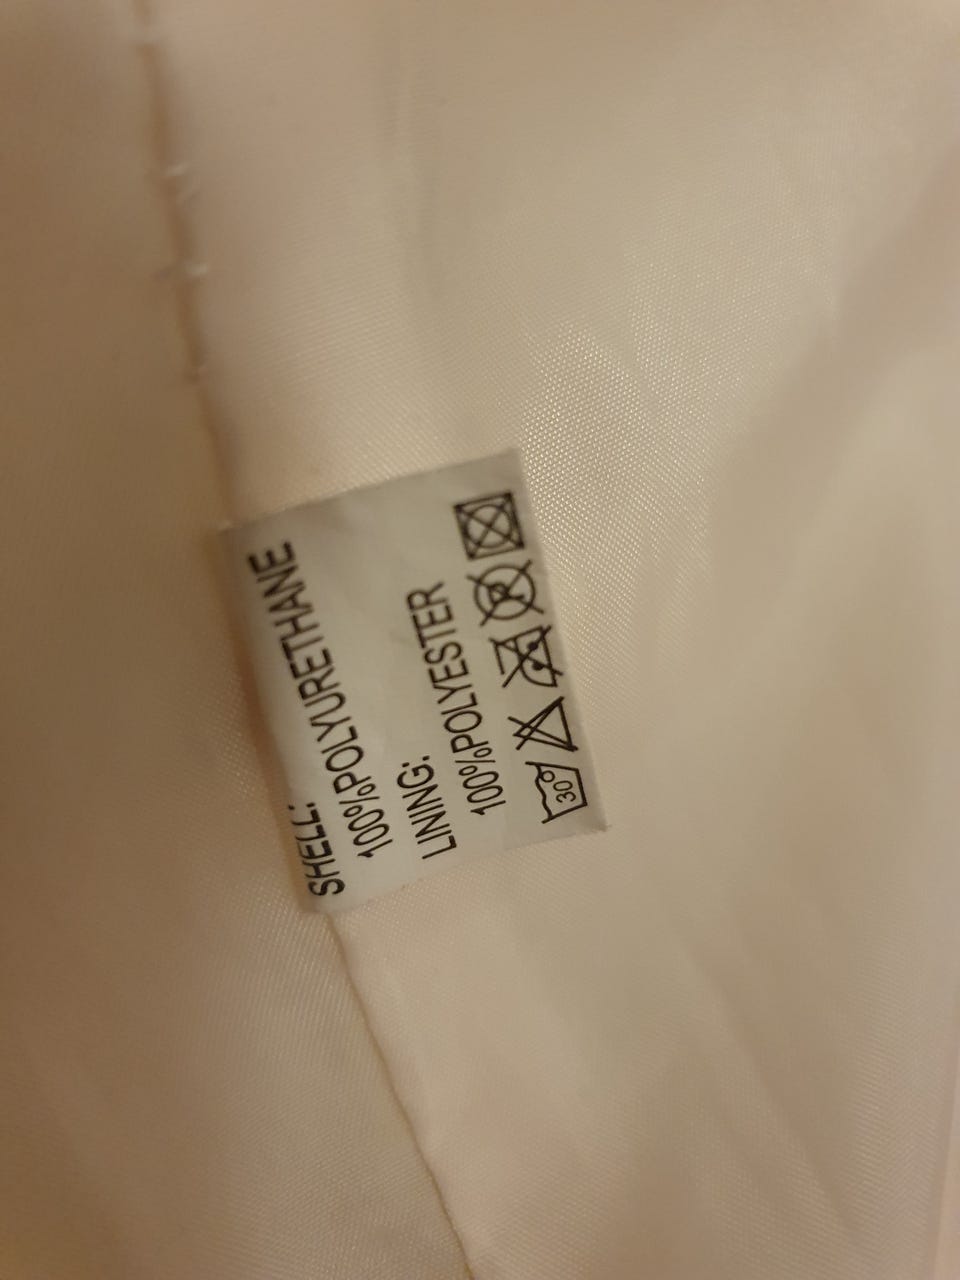 SHELL:
100%POLYURETHANE
LINING:
100%POLYESTER
30°
P